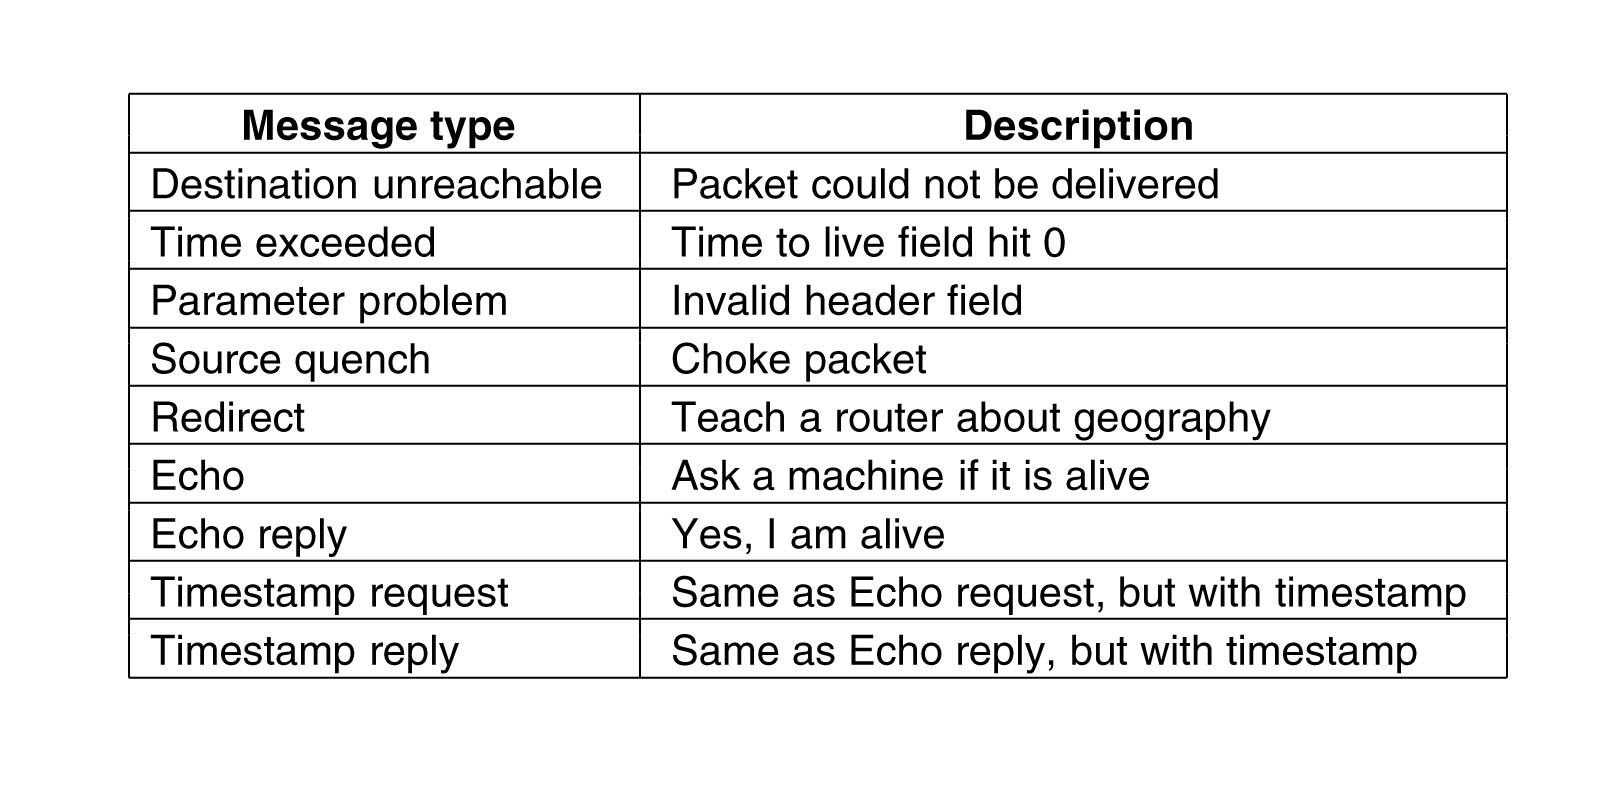 Message type Description
Destination unreachable Packet could not be delivered
Time exceeded Time to live field hit 0
Parameter problem Invalid header field
Source quench Choke packet
Redirect Teach a router about geography
Echo Ask a machine if it is alive
Echo reply Yes, I am alive
Timestamp request Same as Echo request, but with timestamp
Timestamp reply Same as Echo reply, but with timestamp